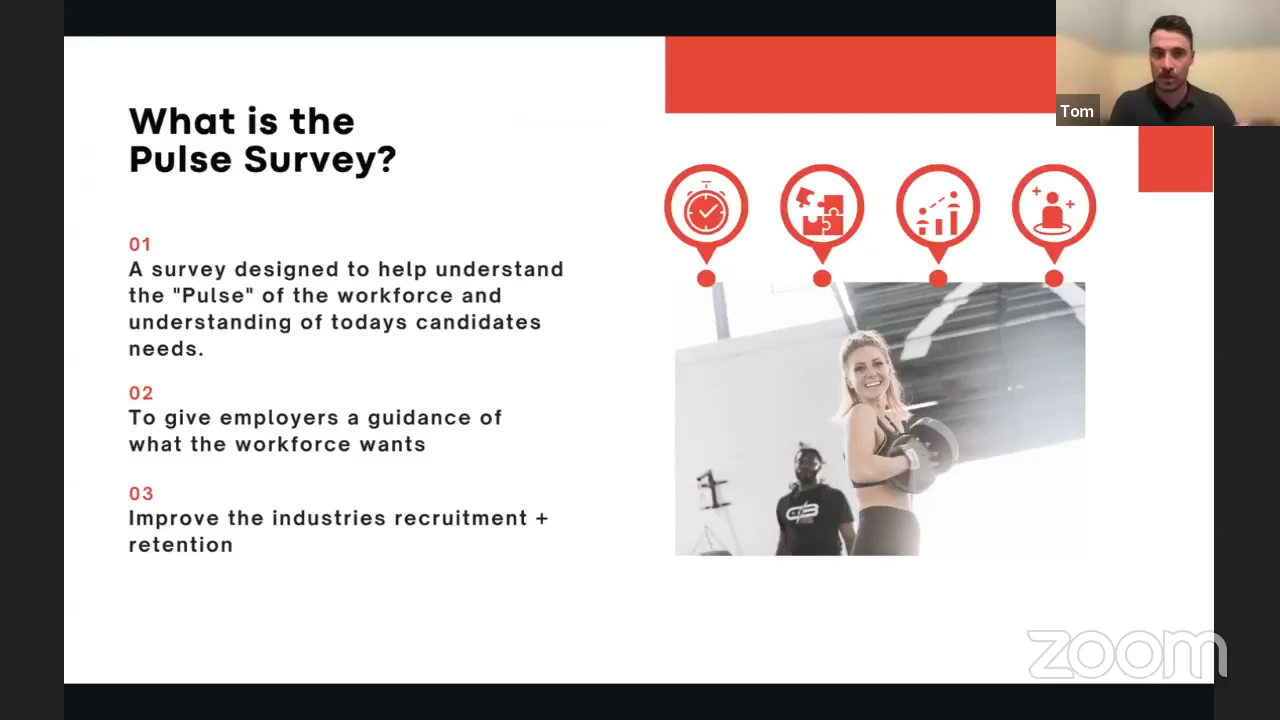 What is the
Pulse Survey?
01
A survey designed to help understand
the "Pulse" of the workforce and
understanding of todays candidates
needs.
02
To give employers a guidance of
what the workforce wants
03
Improve the industries recruitment +
retention
Tom
zoom